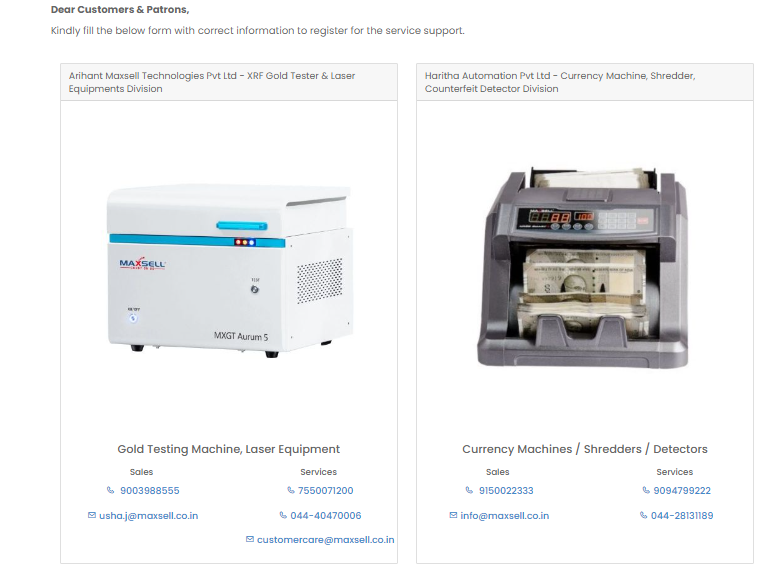 Dear Customers & Patrons,
Kindly fill the below form with correct information to register for the service support.
Arihant Maxsell Technologies Pvt Ltd - XRF Gold Tester & Laser
Equipments Division
MAXSELL
MXGT Aurum 5
Gold Testing Machine, Laser Equipment
Sales
Services
9003988555
7550071200
usha.j@maxsell.co.in
044-40470006
customercare@maxsell.co.in
Haritha Automation Pvt Ltd - Currency Machine, Shredder,
Counterfeit Detector Division
MAXSELL
Currency Machines / Shredders / Detectors
Sales
Services
9150022333
9094799222
info@maxsell.co.in
044-28131189